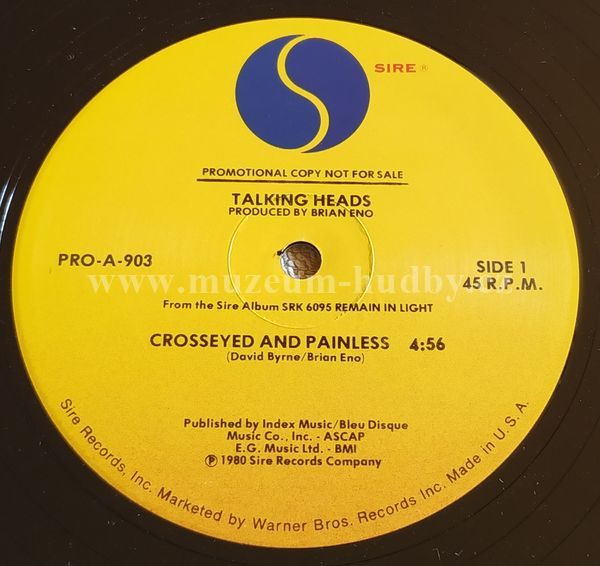 SIRE ®
PROMOTIONAL COPY NOT FOR SALE
TALKING HEADS
PRODUCED BY BRIAN ENO
PRO-A-903
SIDE 1
45 R.P.M.
www.muzeum-hudby.
From the Sire Album SRK 6095 REMAIN IN LIGHT
CROSSEYED AND PAINLESS 4:56
(David Byrne/Brian Eno)
Published by Index Music/Bleu Disque
Music Co., Inc. - ASCAP
E.G. Music Ltd. - BMI
℗ 1980 Sire Records Company
Sire Records, Inc. Marketed by Warner Bros. Records Inc. Made in U.S.A.